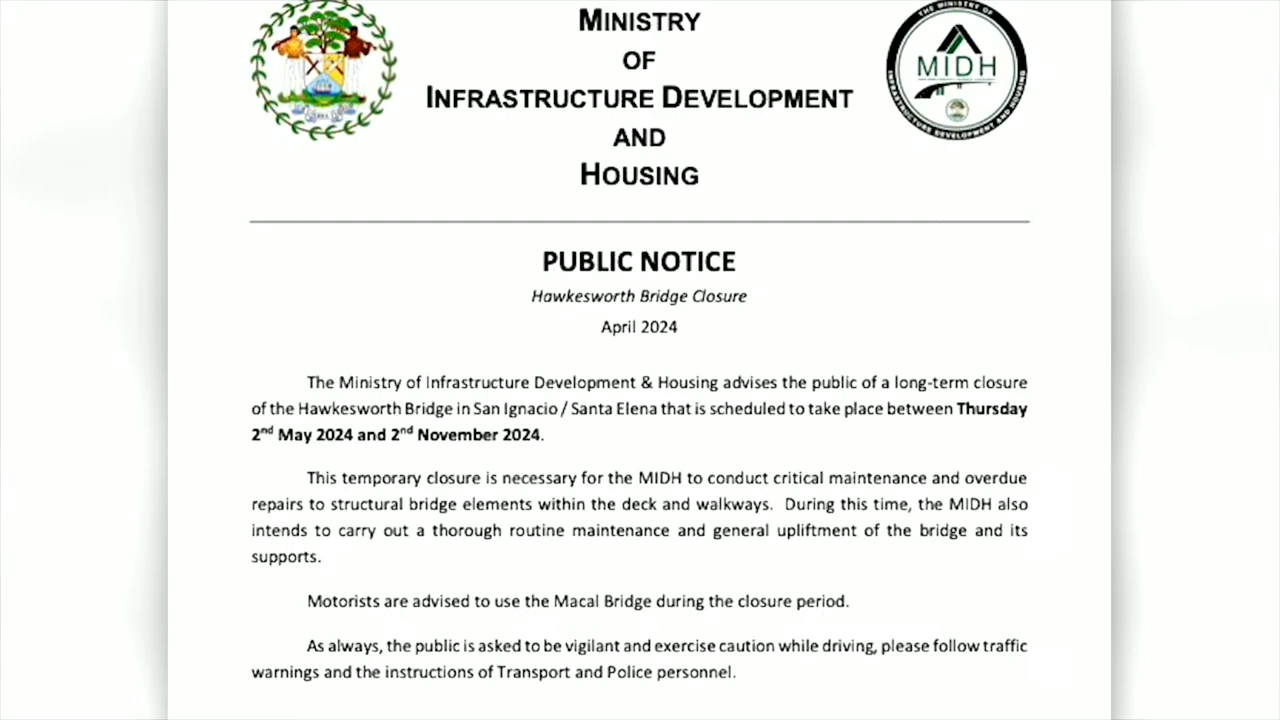 MINISTRY
OF
INFRASTRUCTURE DEVELOPMENT
AND
HOUSING
THE MINISTRY OF
MIDH
INFRASTRUCTURE DEVELOPMENT AND HOUSING
PUBLIC NOTICE
Hawkesworth Bridge Closure
April 2024
The Ministry of Infrastructure Development & Housing advises the public of a long-term closure
of the Hawkesworth Bridge in San Ignacio / Santa Elena that is scheduled to take place between Thursday
2nd May 2024 and 2nd November 2024.
This temporary closure is necessary for the MIDH to conduct critical maintenance and overdue
repairs to structural bridge elements within the deck and walkways. During this time, the MIDH also
intends to carry out a thorough routine maintenance and general upliftment of the bridge and its
supports.
Motorists are advised to use the Macal Bridge during the closure period.
As always, the public is asked to be vigilant and exercise caution while driving, please follow traffic
warnings and the instructions of Transport and Police personnel.